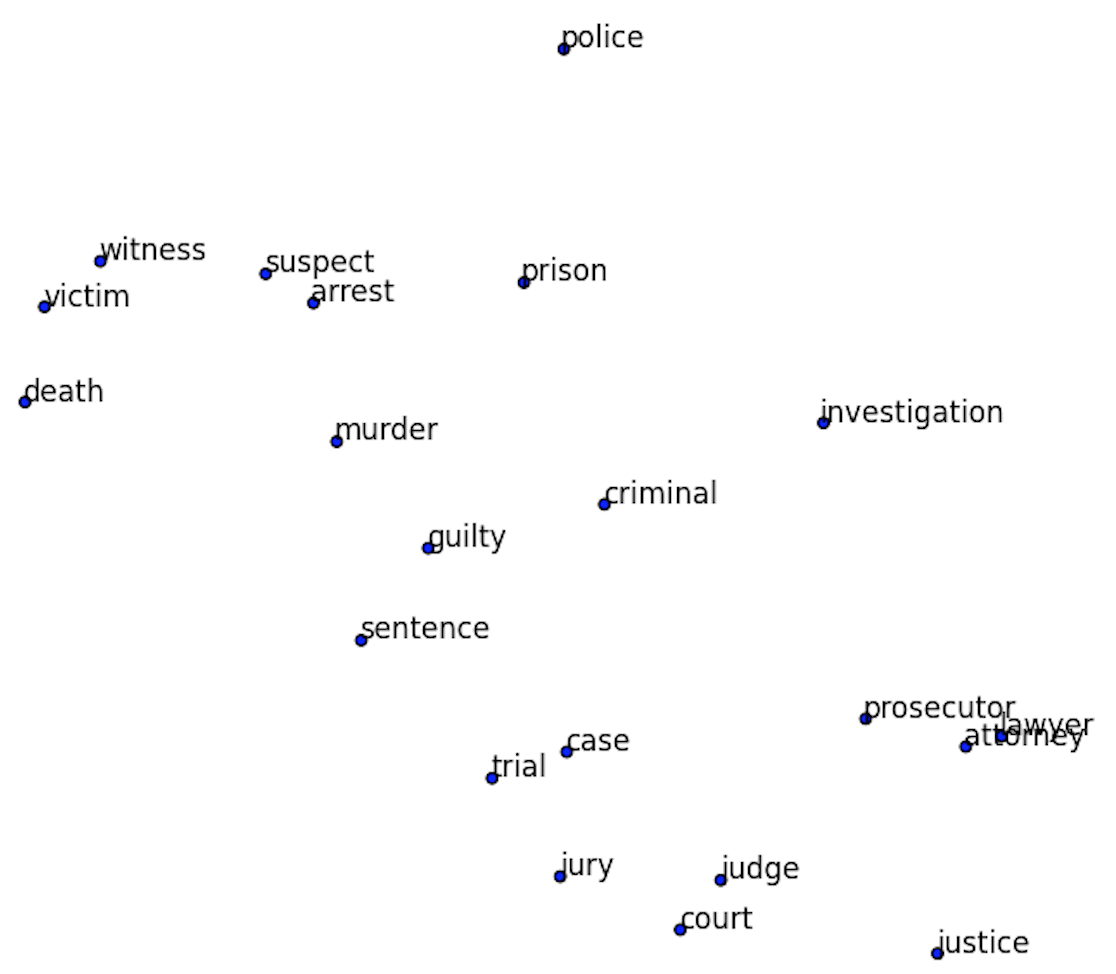 police
witness
suspect
prison
arrest
victim
death
investigation
murder
criminal
guilty
sentence
prosecutor
lawyer
attorney
case
trial
jury
judge
court
justice